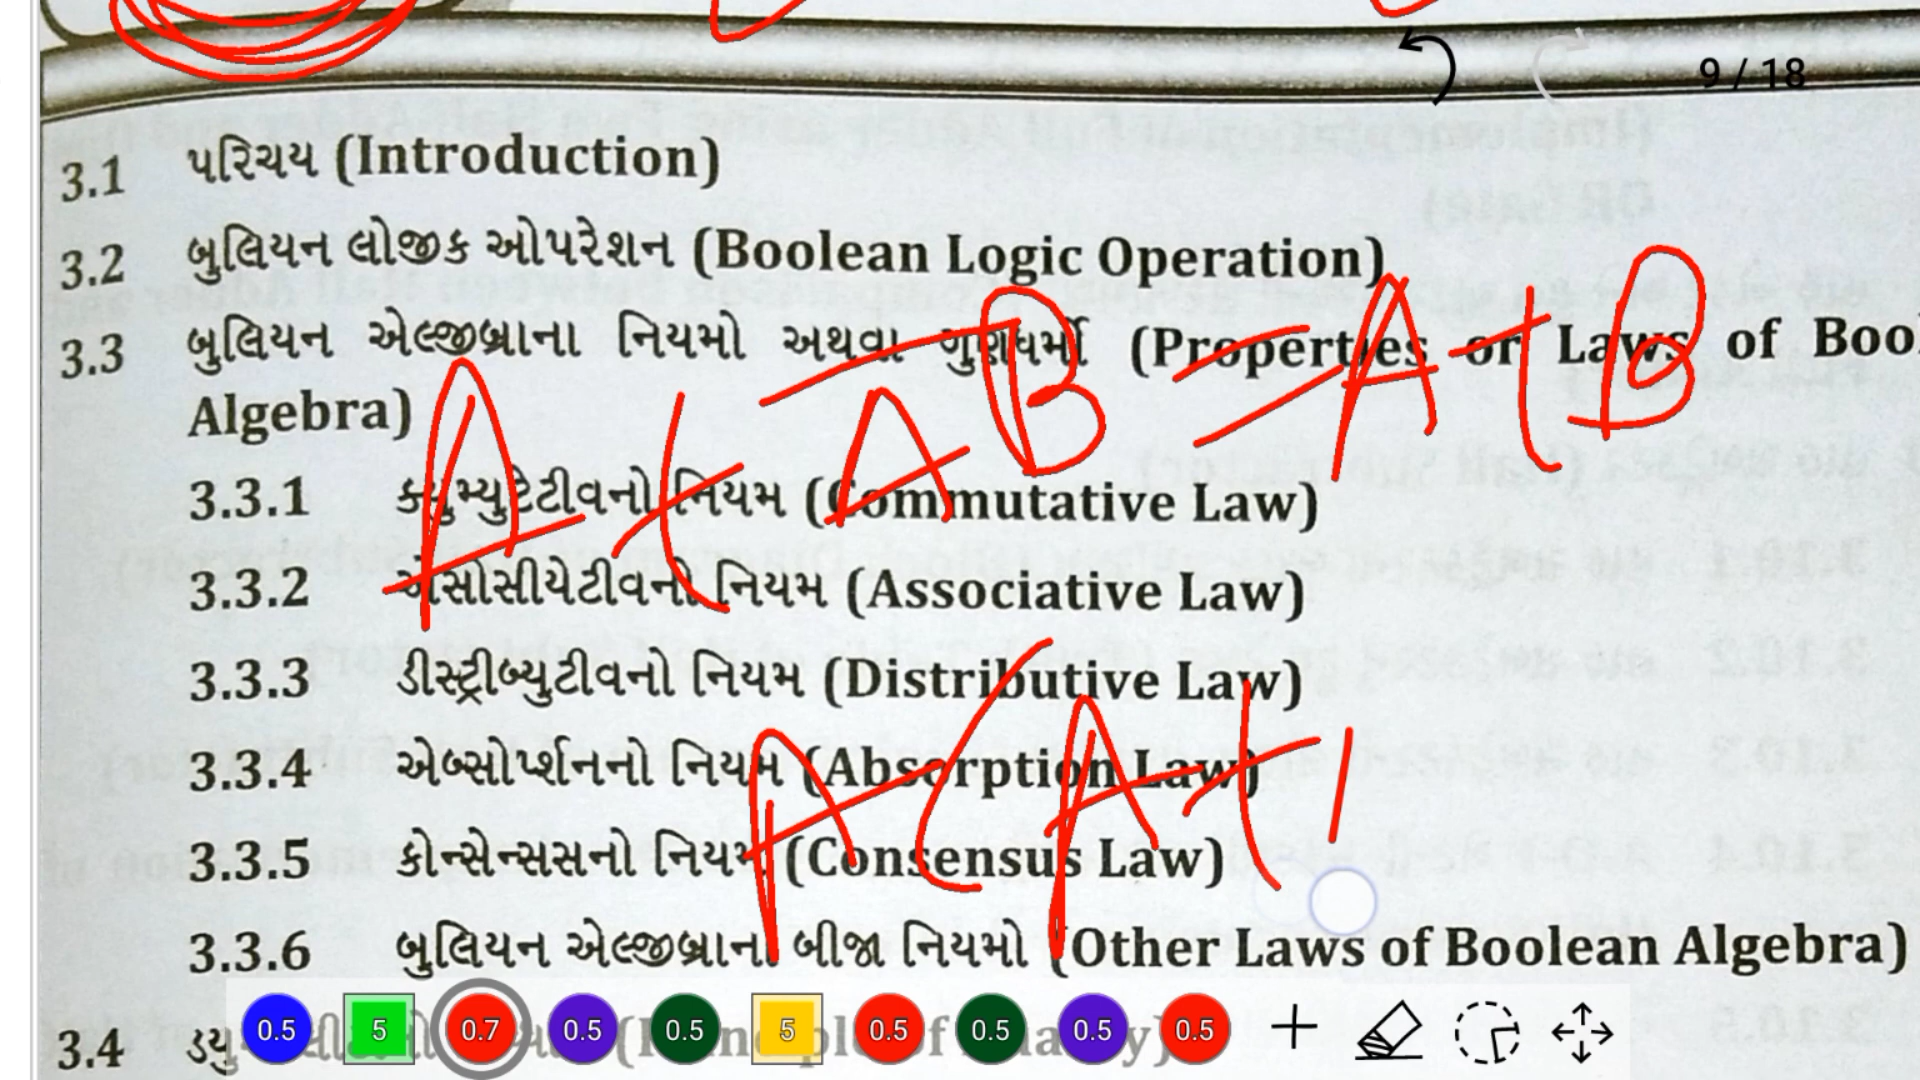 9 / 18
3.1 પરિચય (Introduction)
3.2 બુલિયન લોજીક ઓપરેશન (Boolean Logic Operation)
3.3 બુલિયન એલ્જીબ્રાના નિયમો અથવા ગુણધર્મો (Properties or Laws of
Algebra)
A + AB = A + B
3.3.1 ક્યુમ્યુટેટીવનો નિયમ (Commutative Law)
3.3.2 એસોસીયેટીવનો નિયમ (Associative Law)
3.3.3 ડીસ્ટ્રીબ્યુટીવનો નિયમ (Distributive Law)
3.3.4 એબ્સોર્પ્શનનો નિયમ (Absorption Law)
A (A + 1
3.3.5 કોન્સેન્સસનો નિયમ (Consensus Law)
3.3.6 બુલિયન એલ્જીબ્રાના બીજા નિયમો (Other Laws of Boolean Algebra)
3.4
0.5 5 0.7 0.5 0.5 5 0.5 0.5 0.5 0.5